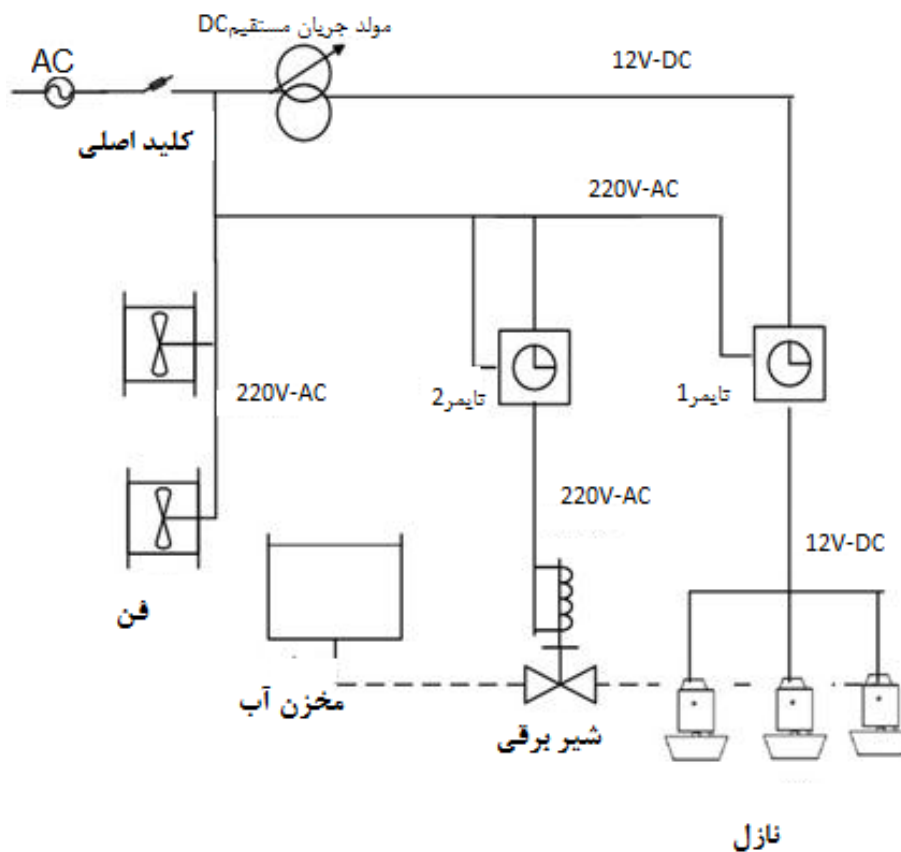 مولد جریان مستقیمDC
AC
12V-DC
کلید اصلی
220V-AC
220V-AC
تایمر2
تایمر1
220V-AC
12V-DC
فن
مخزن آب
شیر برقی
نازل